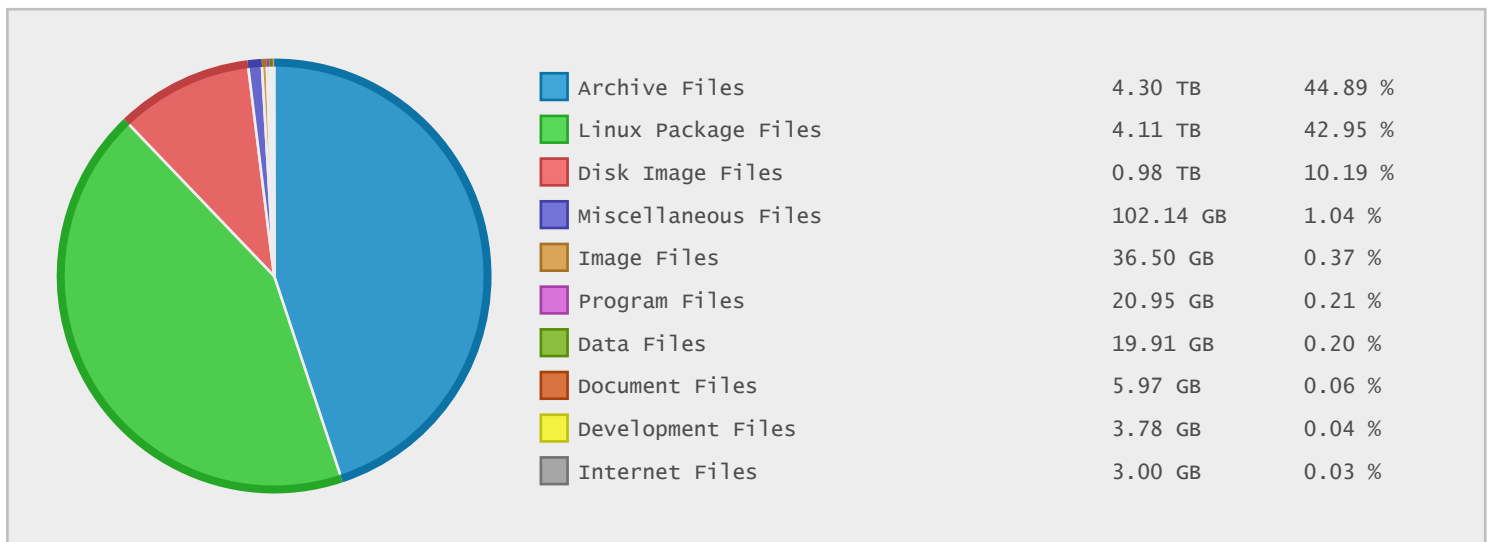 Archive Files 4.30 TB 44.89 %
Linux Package Files 4.11 TB 42.95 %
Disk Image Files 0.98 TB 10.19 %
Miscellaneous Files 102.14 GB 1.04 %
Image Files 36.50 GB 0.37 %
Program Files 20.95 GB 0.21 %
Data Files 19.91 GB 0.20 %
Document Files 5.97 GB 0.06 %
Development Files 3.78 GB 0.04 %
Internet Files 3.00 GB 0.03 %